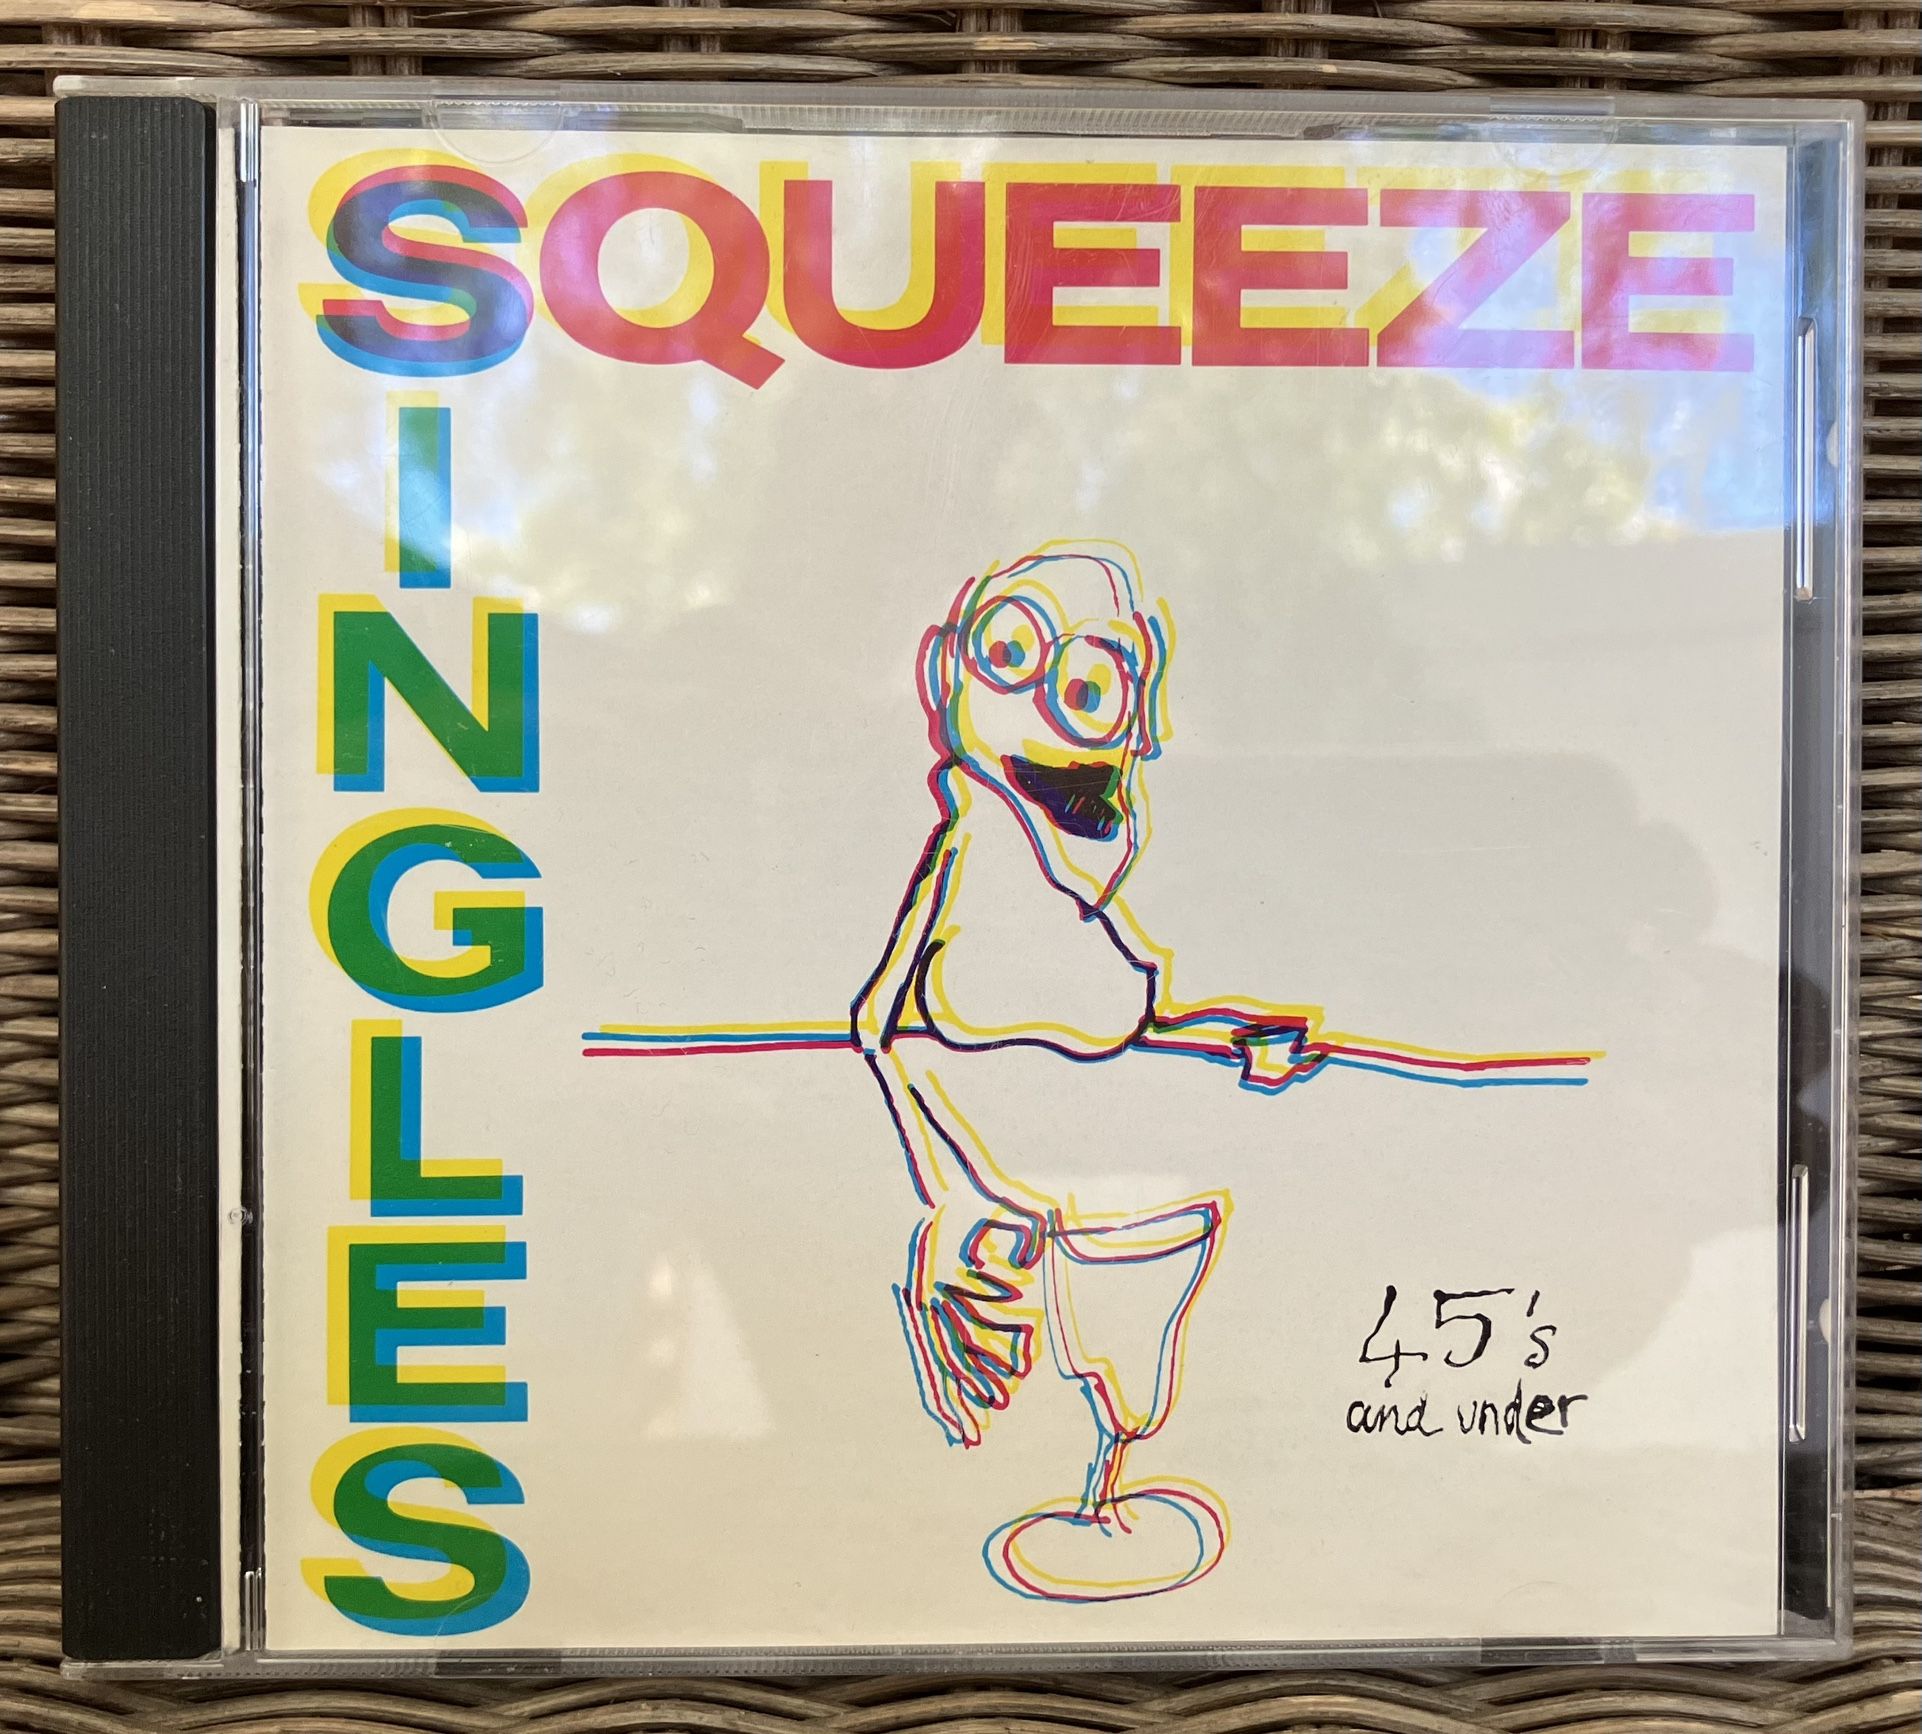 SQUEEZE
SINGLES
45's
and under